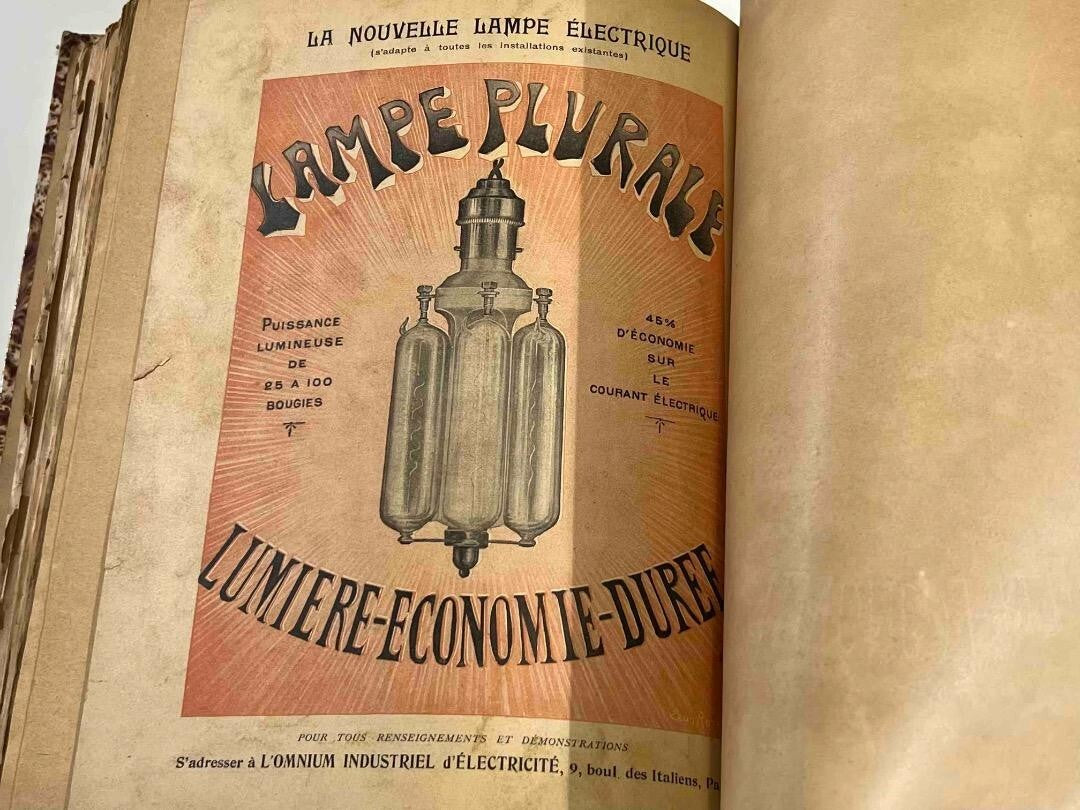 LA NOUVELLE LAMPE ÉLECTRIQUE
(s'adapte à toutes les installations existantes)
LAMPE PLURALE
PUISSANCE
LUMINEUSE
DE
25 A 100
BOUGIES
45%
D'ÉCONOMIE
SUR
LE
COURANT ÉLECTRIQUE
LUMIERE-ECONOMIE-DUREE
POUR TOUS RENSEIGNEMENTS ET DÉMONSTRATIONS
S'adresser à L'OMNIUM INDUSTRIEL d'ÉLECTRICITÉ, 9, boul. des Italiens, Pa